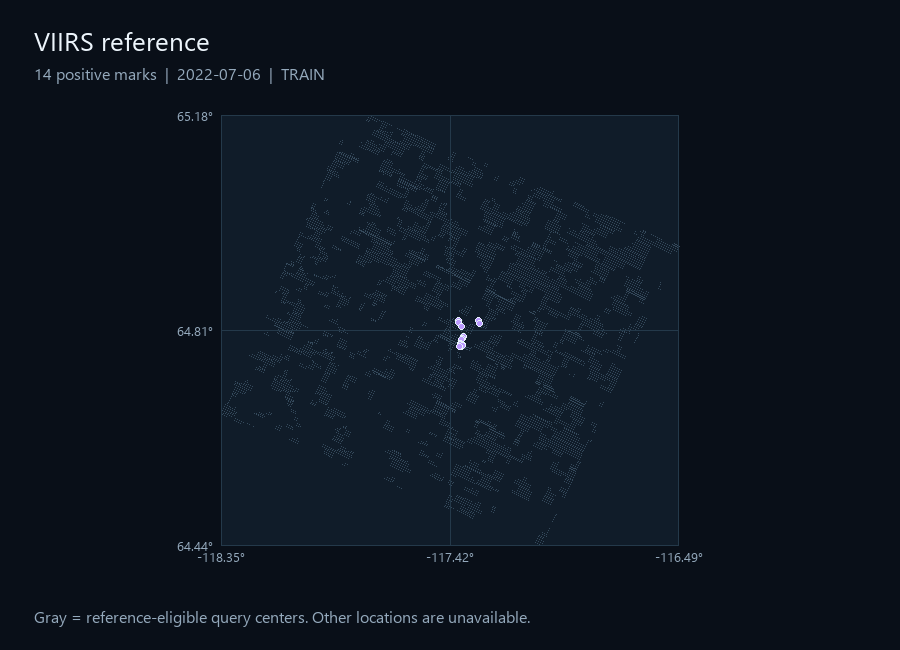 VIIRS reference
14 positive marks | 2022-07-06 | TRAIN
65.18°
64.81°
64.44°
-118.35°
-117.42°
-116.49°
Gray = reference-eligible query centers. Other locations are unavailable.